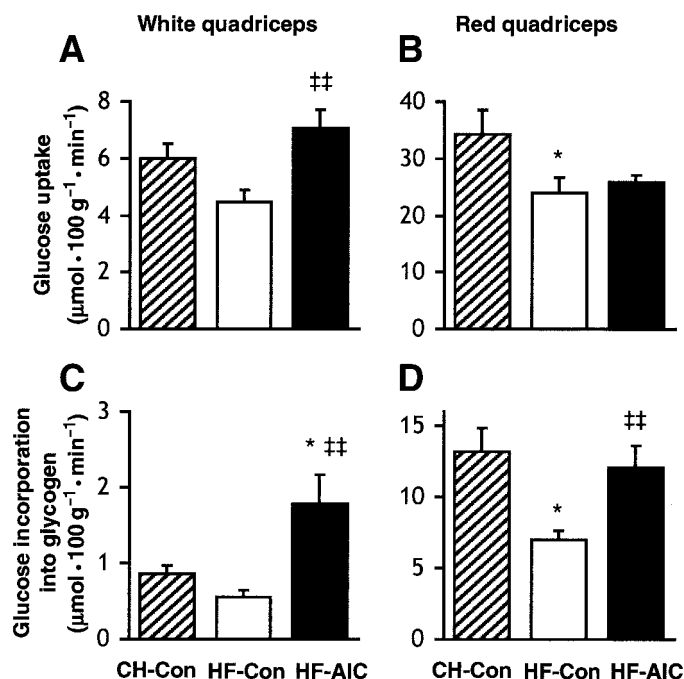 White quadriceps
Red quadriceps
A
B
Glucose uptake
(μmol · 100 g⁻¹ · min⁻¹)
8
6
4
2
0
‡‡
40
30
20
10
0
*
C
D
Glucose incorporation
into glycogen
(μmol · 100 g⁻¹ · min⁻¹)
3
2
1
0
* ‡‡
15
10
5
0
*
‡‡
CH-Con HF-Con HF-AIC
CH-Con HF-Con HF-AIC